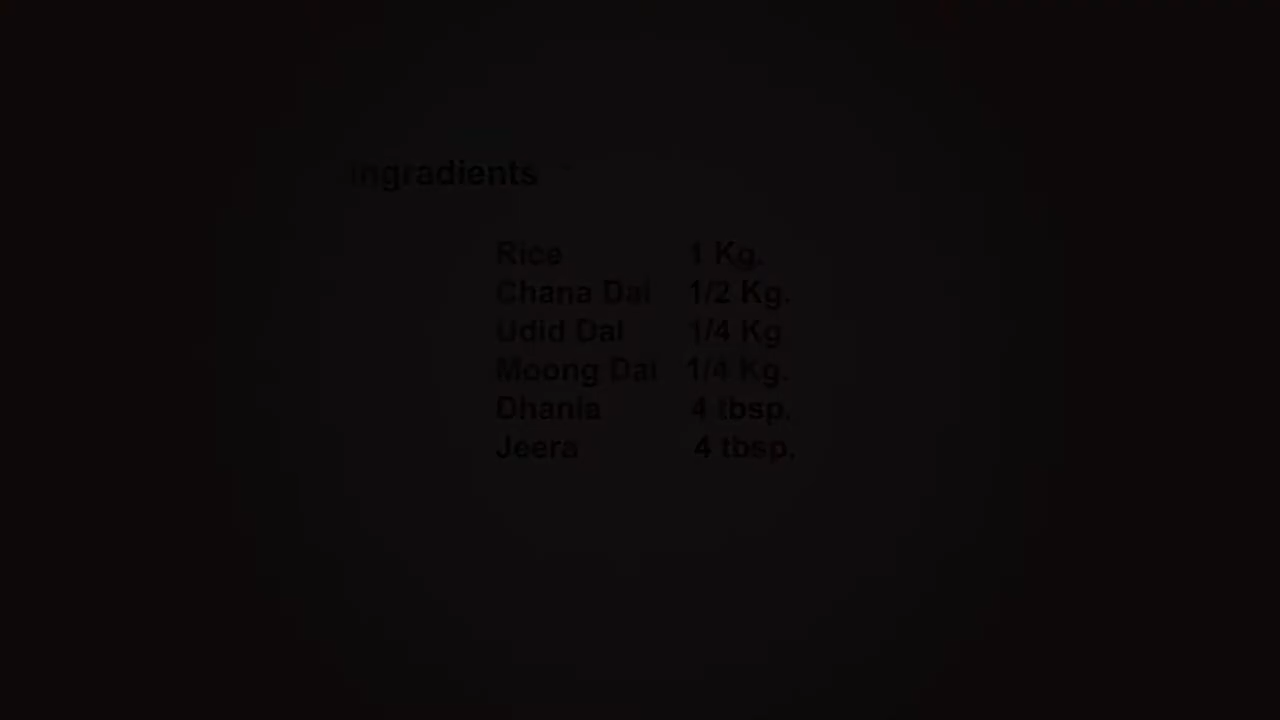 Ingradients
Rice 1 Kg.
Chana Dal 1/2 Kg.
Udid Dal 1/4 Kg
Moong Dal 1/4 Kg.
Dhania 4 tbsp.
Jeera 4 tbsp.